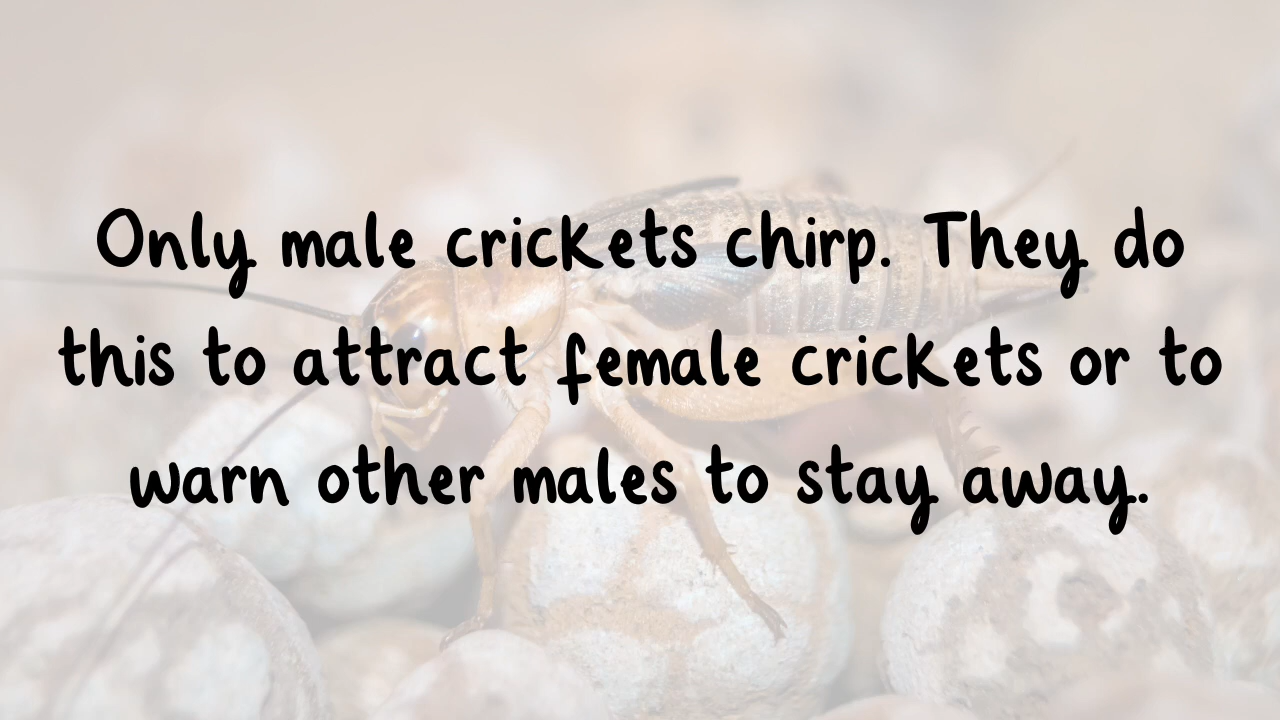 Only male crickets chirp. They do
this to attract female crickets or to
warn other males to stay away.